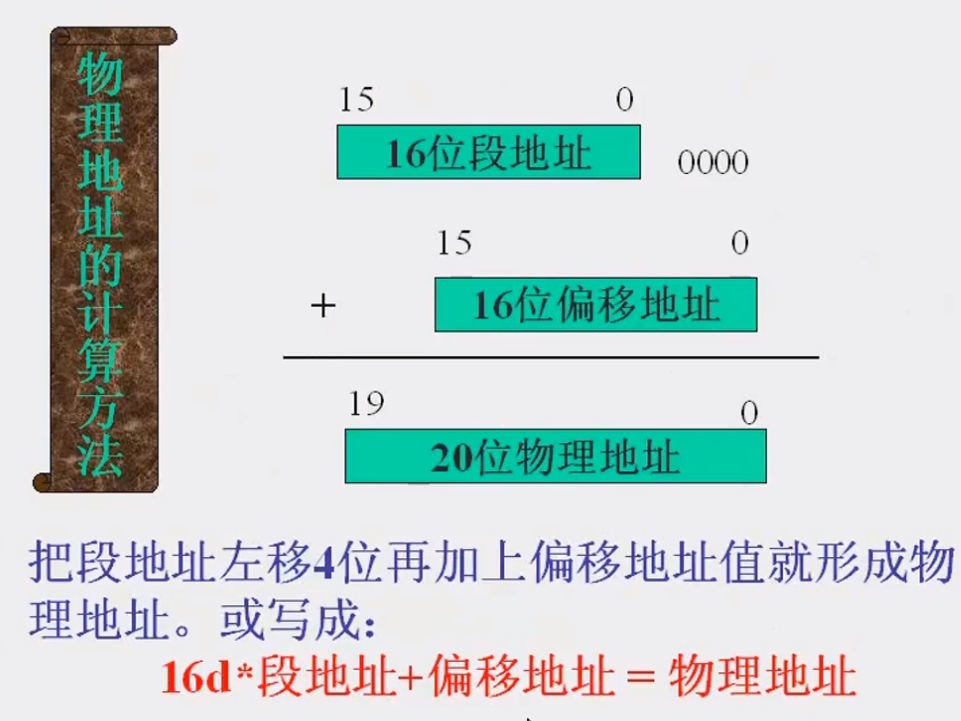 物理地址的计算方法
15 0
16位段地址 0000
15 0
+ 16位偏移地址
19 0
20位物理地址
把段地址左移4位再加上偏移地址值就形成物
理地址。或写成：
16d*段地址+偏移地址 = 物理地址